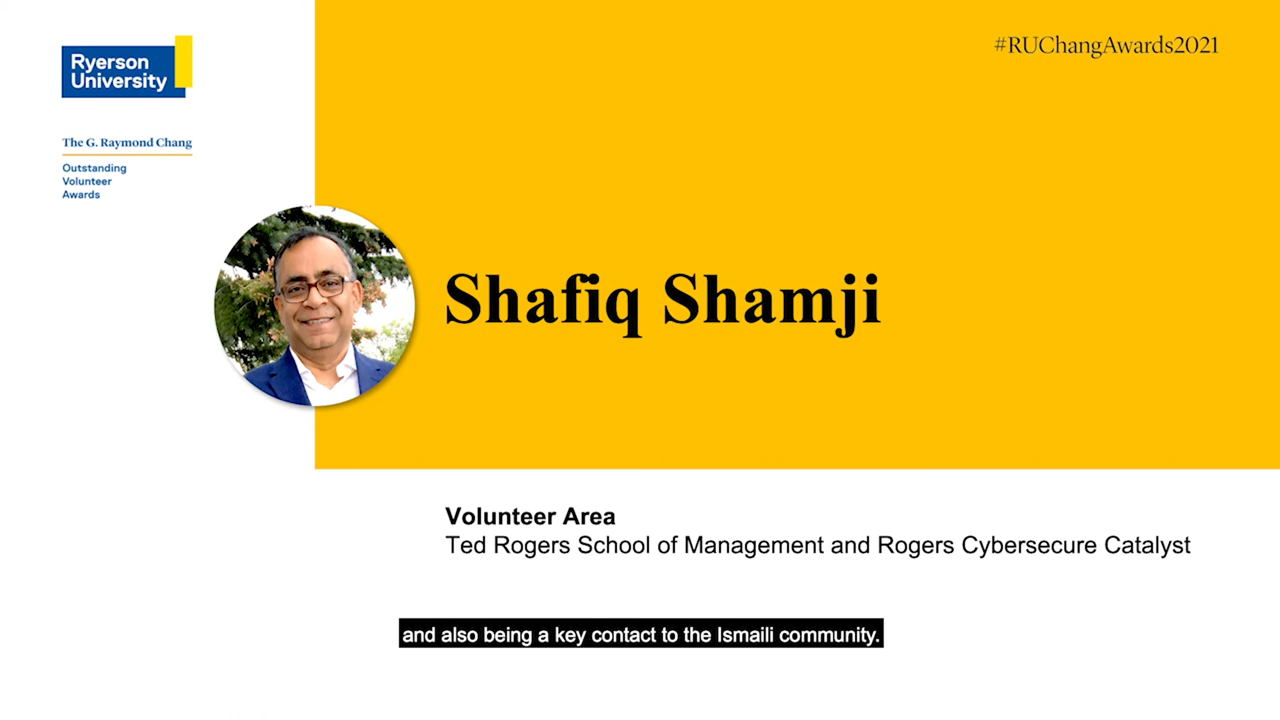 Ryerson
University
#RUChangAwards2021
The G. Raymond Chang
Outstanding
Volunteer
Awards
Shafiq Shamji
Volunteer Area
Ted Rogers School of Management and Rogers Cybersecure Catalyst
and also being a key contact to the Ismaili community.